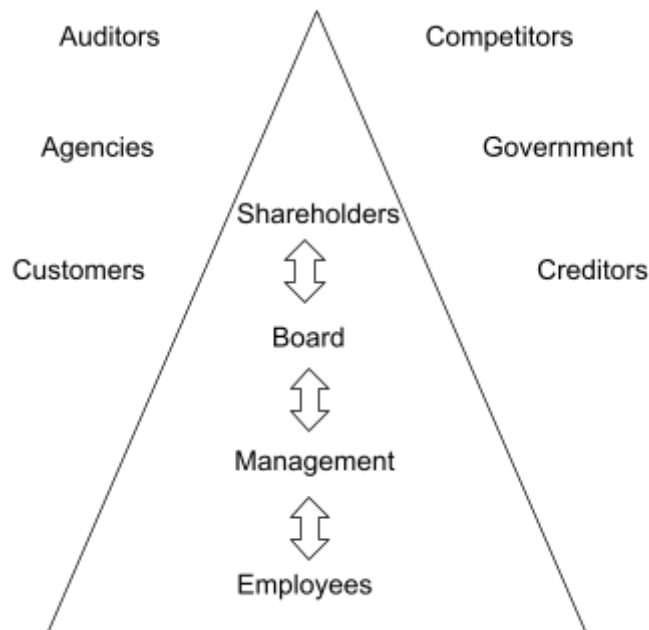 Auditors
Competitors
Agencies
Government
Shareholders
Customers
Creditors
Board
Management
Employees